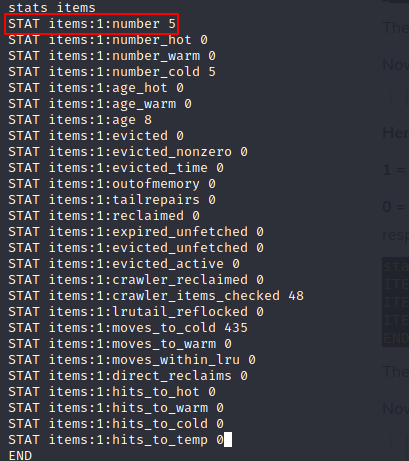 stats items
STAT items:1:number 5
STAT items:1:number_hot 0
STAT items:1:number_warm 0
STAT items:1:number_cold 5
STAT items:1:age_hot 0
STAT items:1:age_warm 0
STAT items:1:age 8
STAT items:1:evicted 0
STAT items:1:evicted_nonzero 0
STAT items:1:evicted_time 0
STAT items:1:outofmemory 0
STAT items:1:tailrepairs 0
STAT items:1:reclaimed 0
STAT items:1:expired_unfetched 0
STAT items:1:evicted_unfetched 0
STAT items:1:evicted_active 0
STAT items:1:crawler_reclaimed 0
STAT items:1:crawler_items_checked 48
STAT items:1:lrutail_reflocked 0
STAT items:1:moves_to_cold 435
STAT items:1:moves_to_warm 0
STAT items:1:moves_within_lru 0
STAT items:1:direct_reclaims 0
STAT items:1:hits_to_hot 0
STAT items:1:hits_to_warm 0
STAT items:1:hits_to_cold 0
STAT items:1:hits_to_temp 0
END
The
Now
Her
1 =
0 =
resp
Sta
ITE
ITE
ITE
END
The
Now